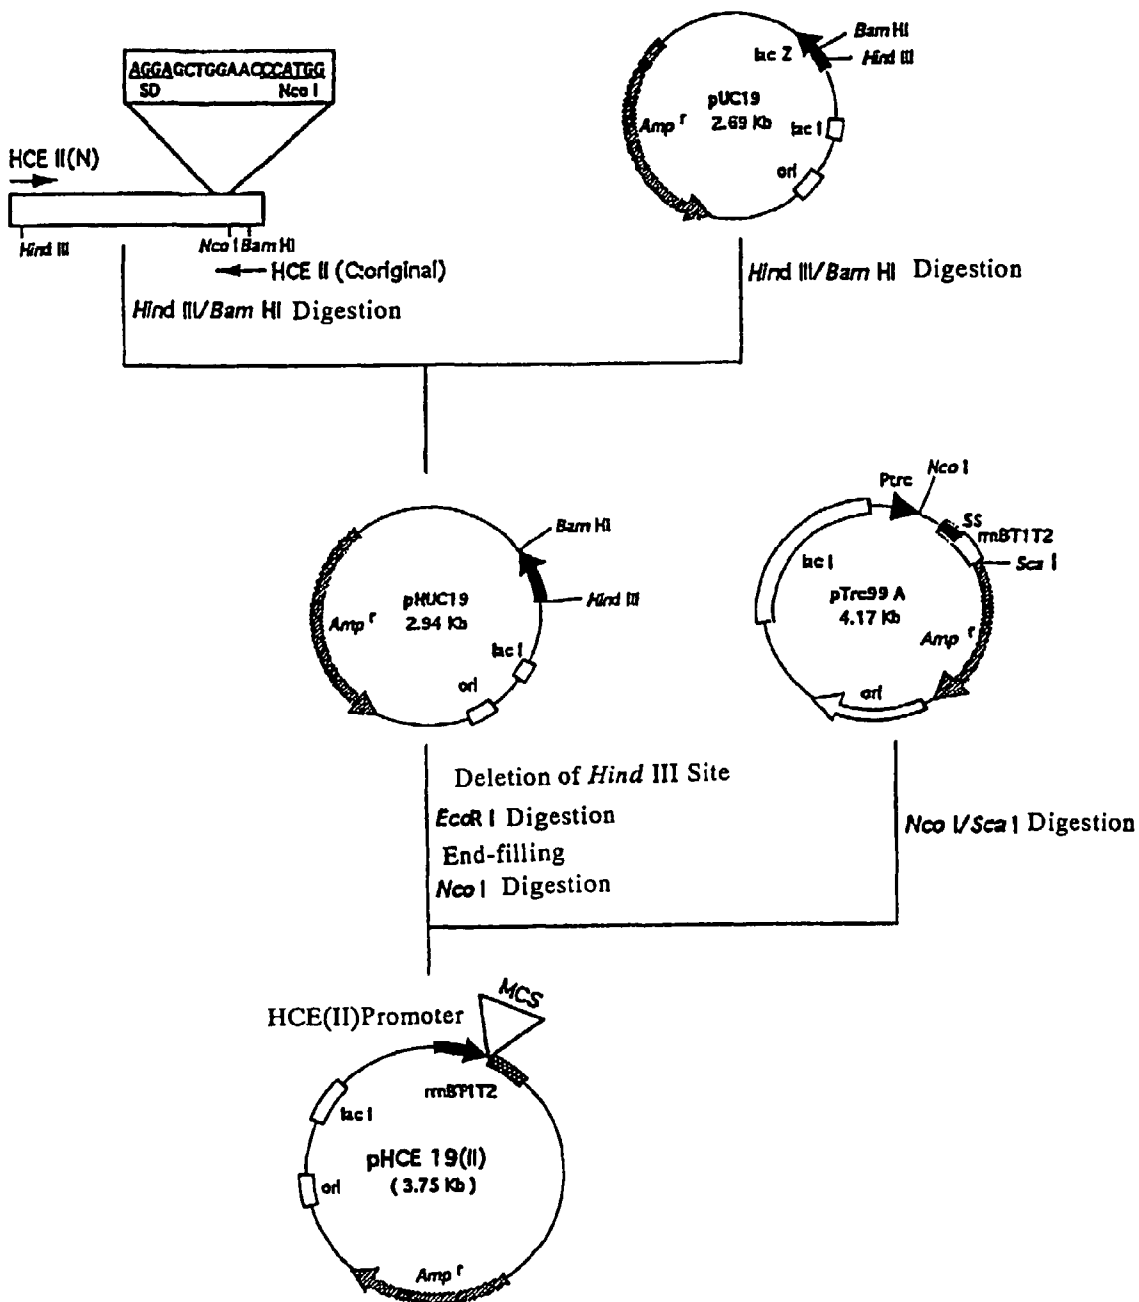 AGGAGCTGGAACCCATGG
SD
Nco I
HCE II(N)
Hind III
Nco I
Bam HI
HCE II (C:original)
Hind III/Bam HI Digestion
Bam HI
Hind III
lac Z
pUC19
2.69 Kb
Amp r
lac I
ori
Hind III/Bam HI Digestion
Bam HI
Hind III
pHUC19
2.94 Kb
Amp r
lac I
ori
Ptrc
Nco I
SS
rrnBT1T2
Sca I
lac I
pTrc99 A
4.17 Kb
Amp r
ori
Deletion of Hind III Site
EcoR I Digestion
End-filling
Nco I Digestion
Nco I/Sca I Digestion
MCS
HCE(II)Promoter
rrnBT1T2
lac I
pHCE 19(II)
( 3.75 Kb)
ori
Amp r